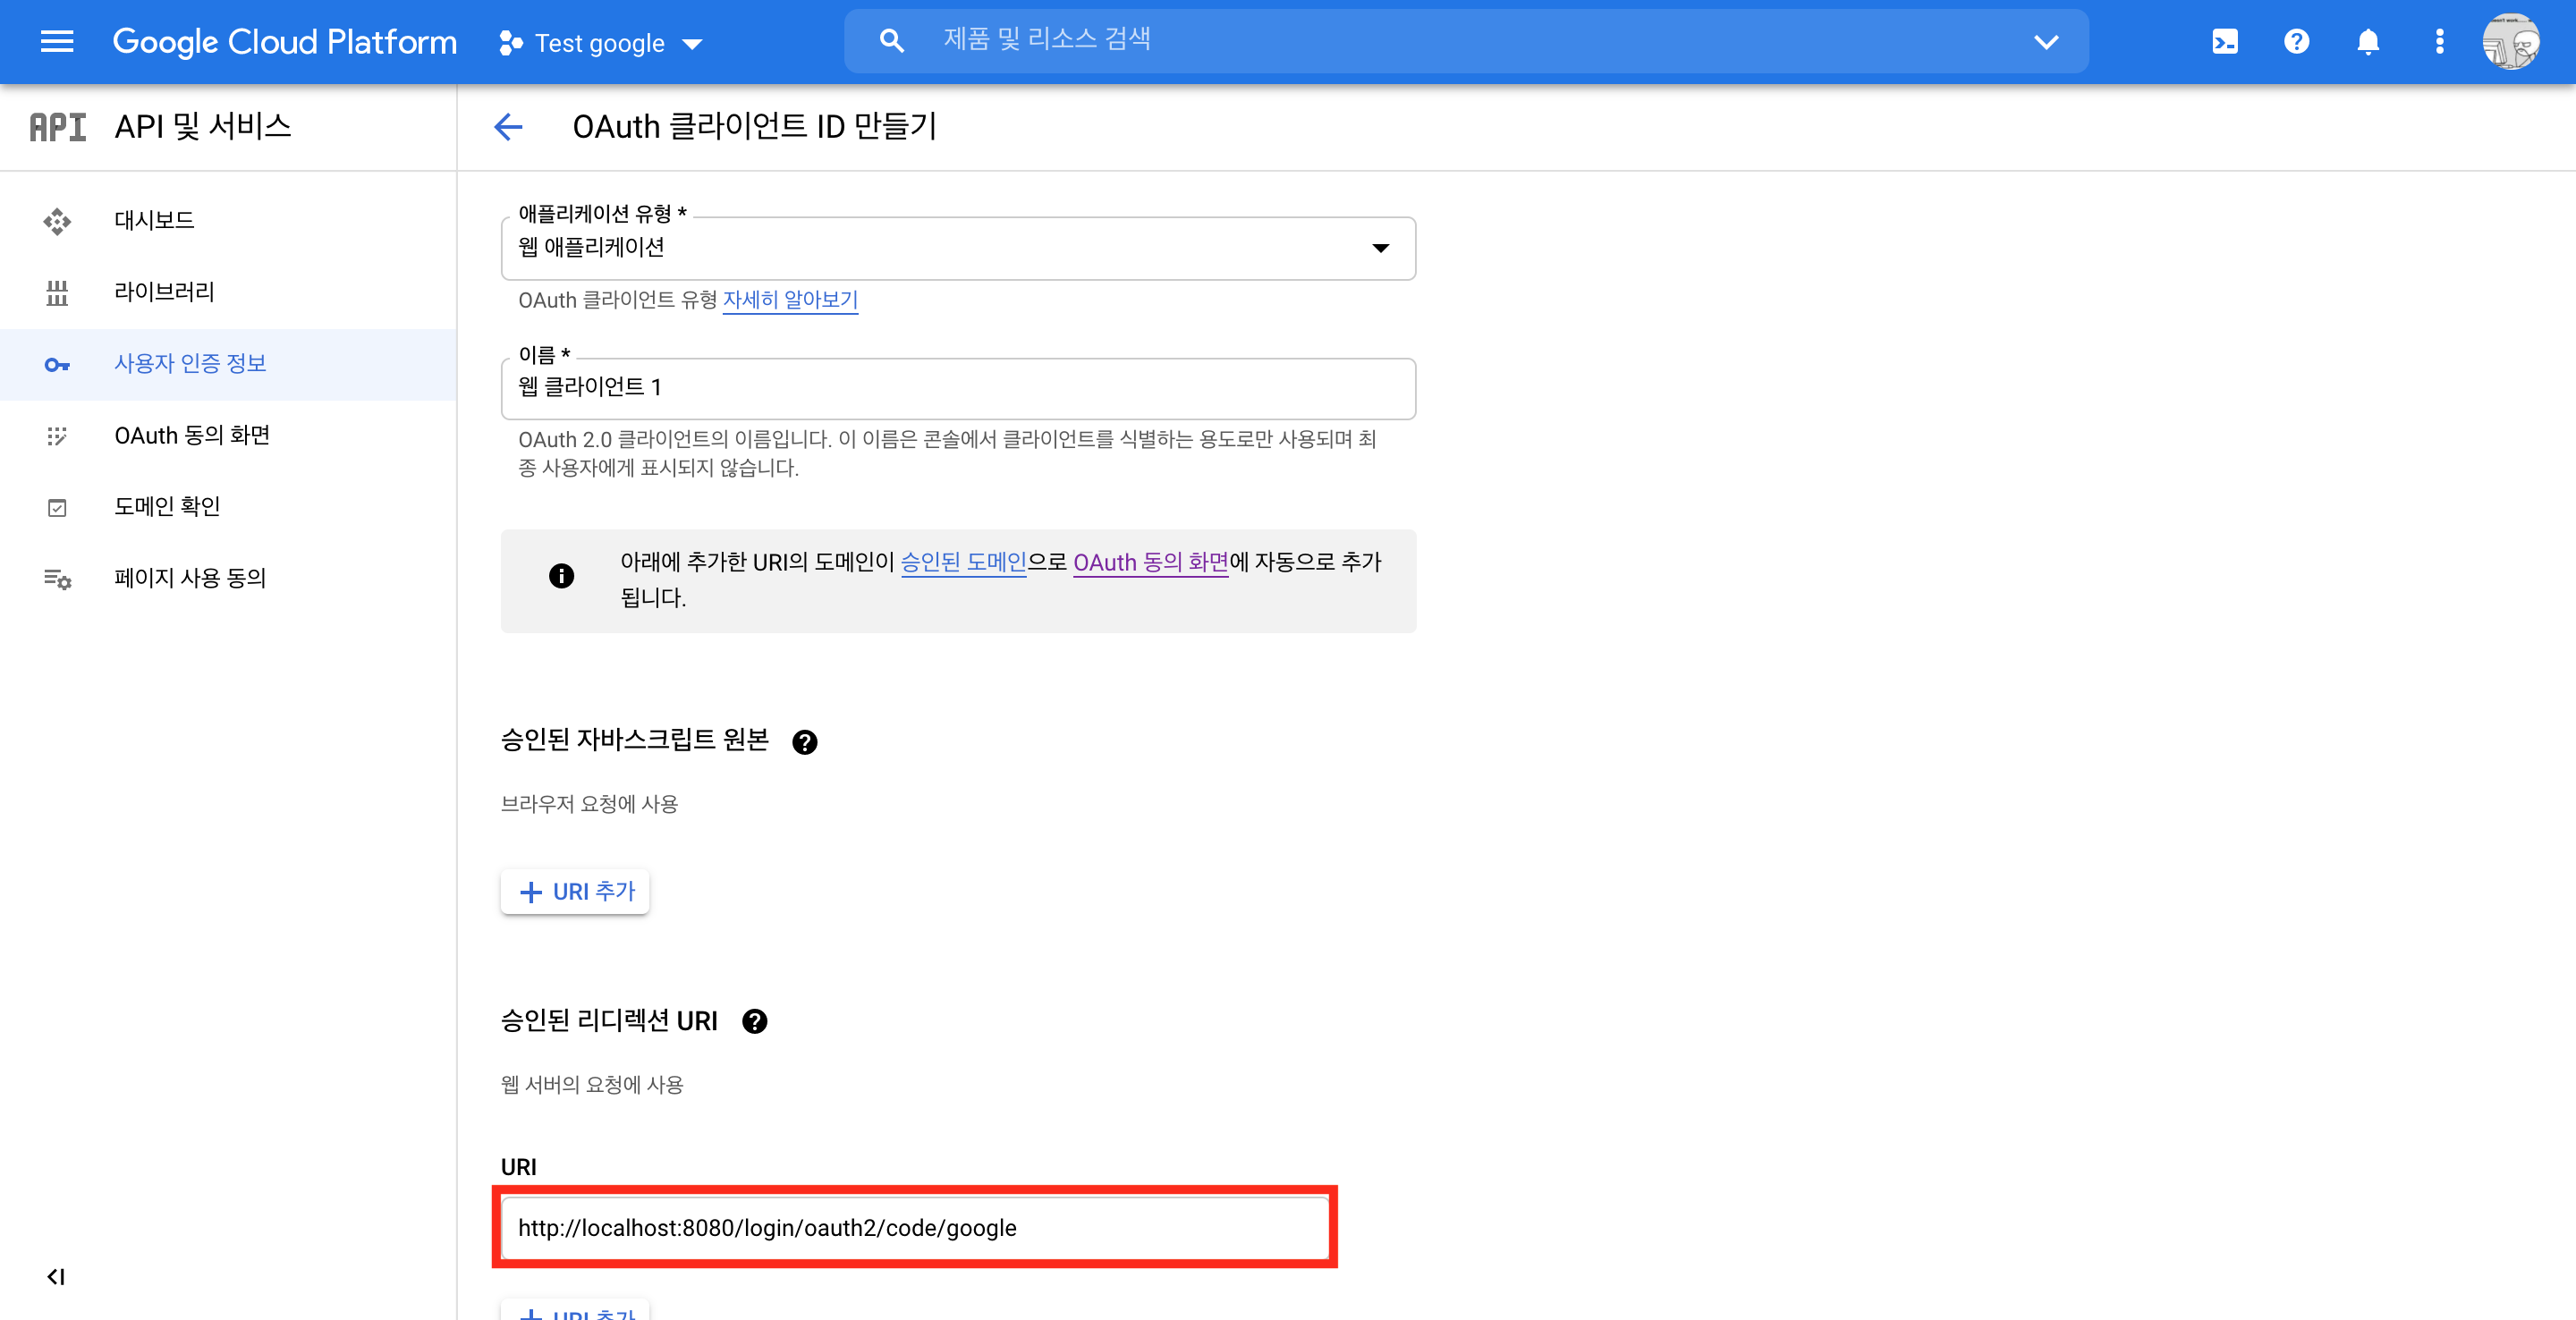 Google Cloud Platform
Test google
제품 및 리소스 검색
API
API 및 서비스
OAuth 클라이언트 ID 만들기
대시보드
라이브러리
사용자 인증 정보
OAuth 동의 화면
도메인 확인
페이지 사용 동의
애플리케이션 유형 *
웹 애플리케이션
OAuth 클라이언트 유형 자세히 알아보기
이름 *
웹 클라이언트 1
OAuth 2.0 클라이언트의 이름입니다. 이 이름은 콘솔에서 클라이언트를 식별하는 용도로만 사용되며 최
종 사용자에게 표시되지 않습니다.
아래에 추가한 URI의 도메인이 승인된 도메인으로 OAuth 동의 화면에 자동으로 추가
됩니다.
승인된 자바스크립트 원본
브라우저 요청에 사용
URI 추가
승인된 리디렉션 URI
웹 서버의 요청에 사용
URI
http://localhost:8080/login/oauth2/code/google
URI 추가